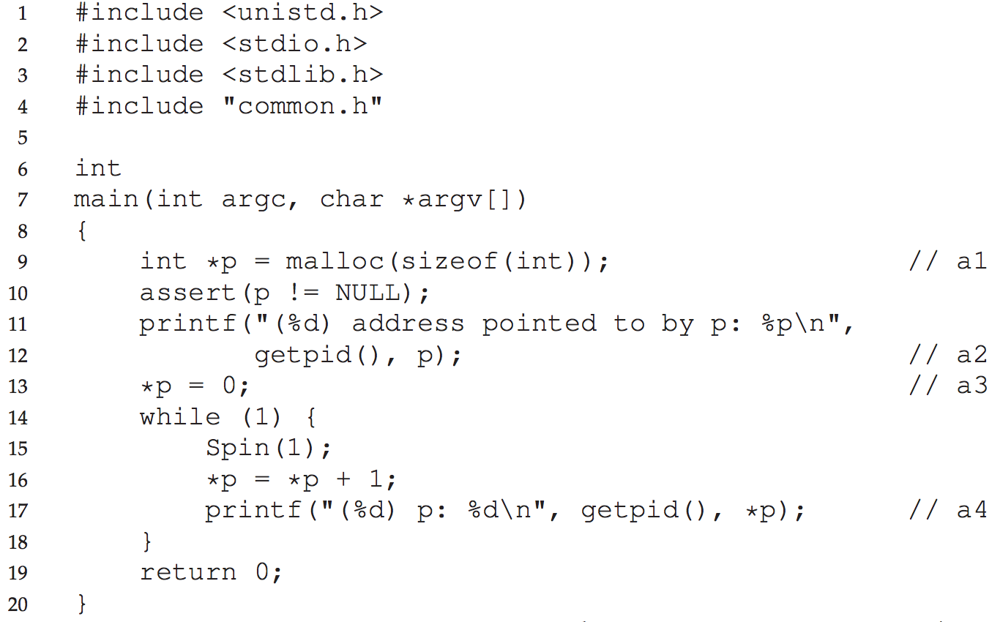 1 #include <unistd.h>
2 #include <stdio.h>
3 #include <stdlib.h>
4 #include "common.h"
5
6 int
7 main(int argc, char *argv[])
8 {
9 int *p = malloc(sizeof(int)); // a1
10 assert(p != NULL);
11 printf("(%d) address pointed to by p: %p\n",
12 getpid(), p); // a2
13 *p = 0; // a3
14 while (1) {
15 Spin(1);
16 *p = *p + 1;
17 printf("(%d) p: %d\n", getpid(), *p); // a4
18 }
19 return 0;
20 }